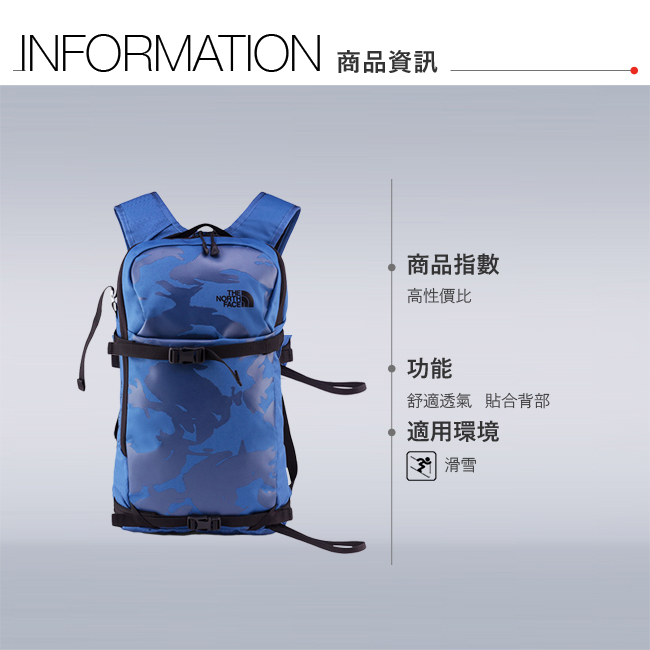 INFORMATION 商品資訊
THE
NORTH
FACE
商品指數
高性價比
功能
舒適透氣 貼合背部
適用環境
滑雪